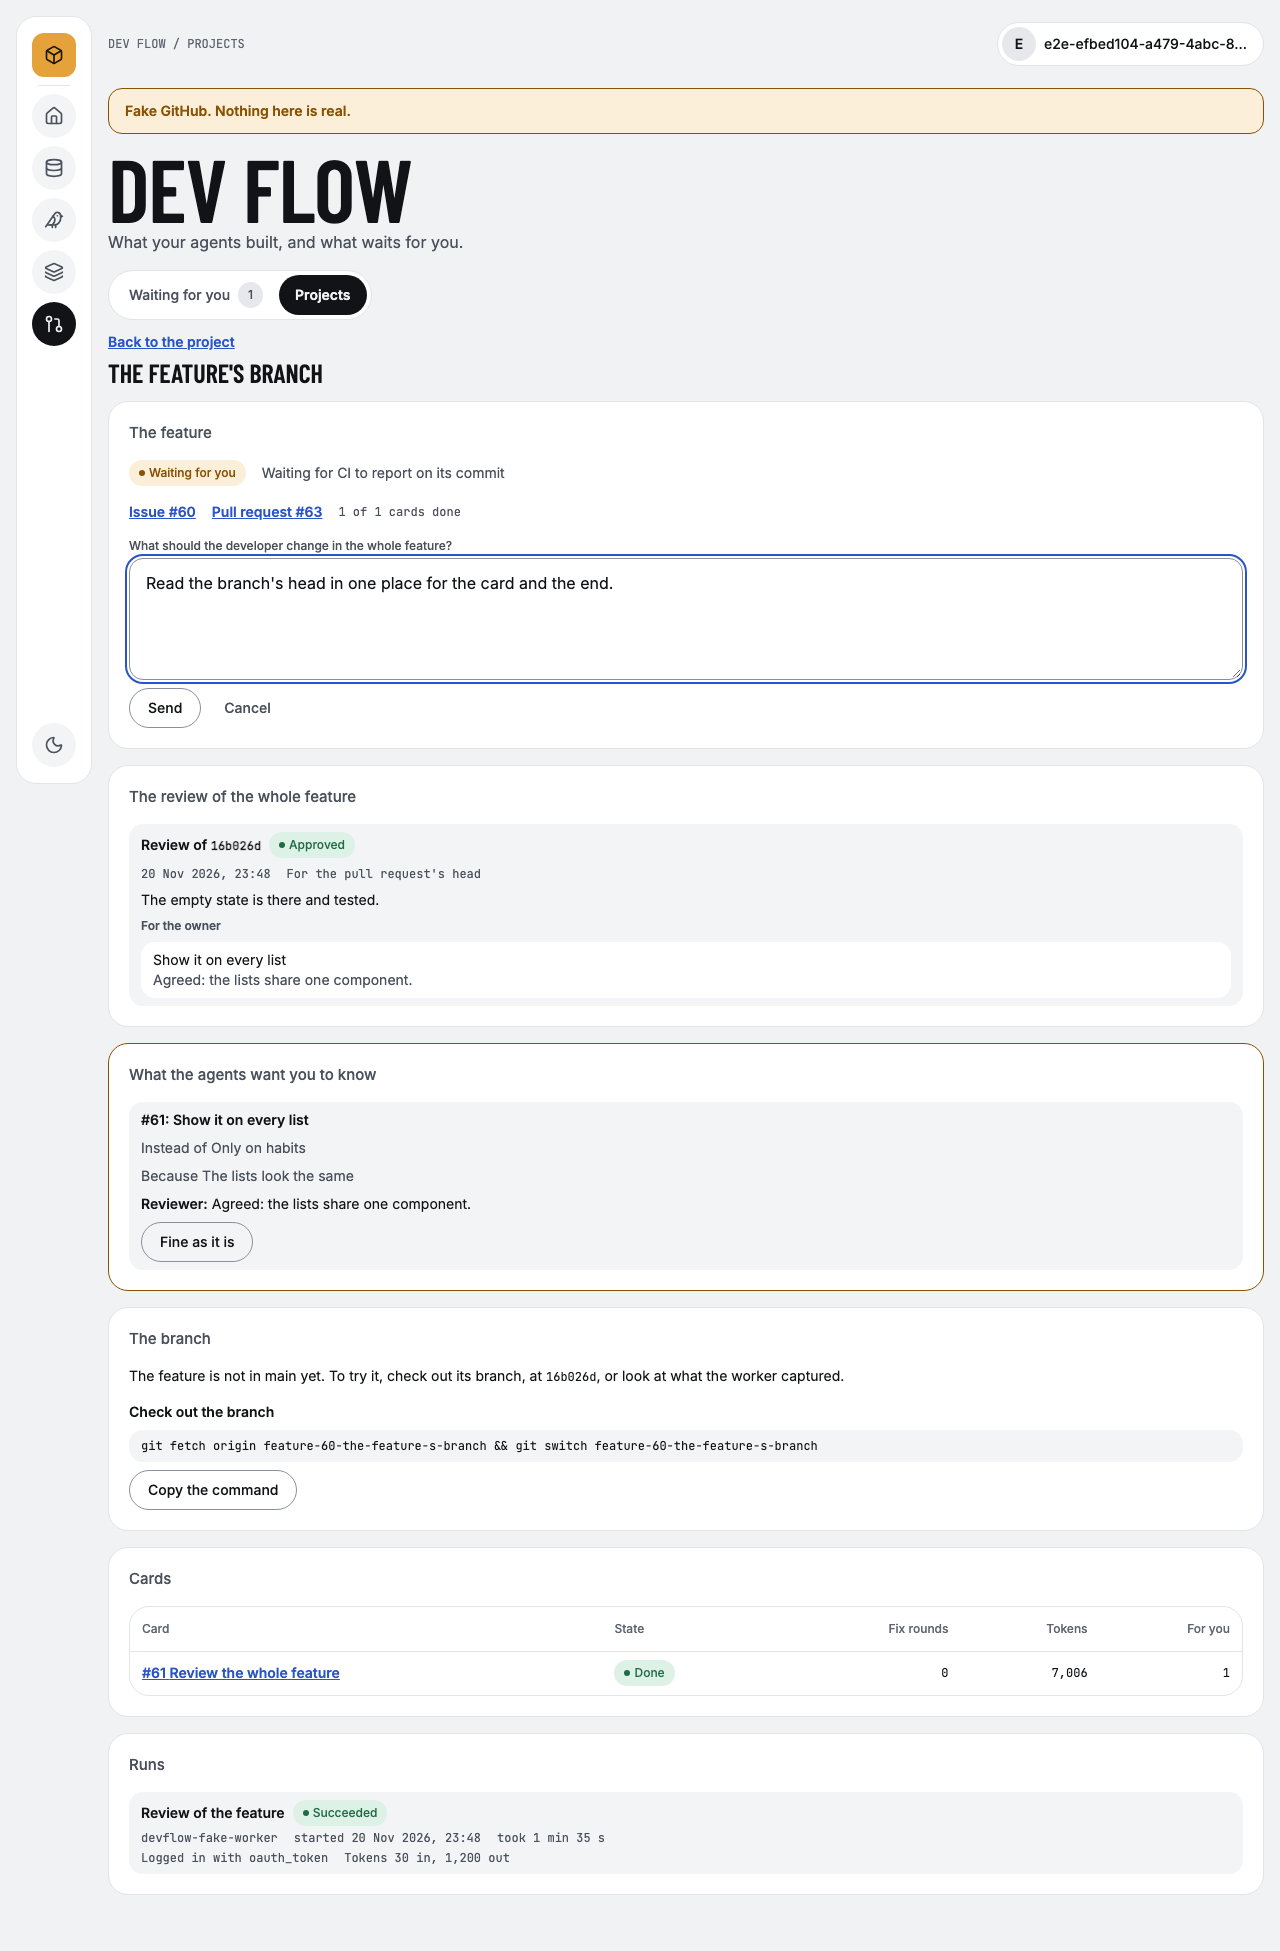 DEV FLOW / PROJECTS
E
e2e-efbed104-a479-4abc-8...
Fake GitHub. Nothing here is real.
DEV FLOW
What your agents built, and what waits for you.
Waiting for you 1
Projects
Back to the project
THE FEATURE'S BRANCH
The feature
Waiting for you
Waiting for CI to report on its commit
Issue #60 Pull request #63 1 of 1 cards done
What should the developer change in the whole feature?
Read the branch's head in one place for the card and the end.
Send Cancel
The review of the whole feature
Review of 16b026d Approved
20 Nov 2026, 23:48 For the pull request's head
The empty state is there and tested.
For the owner
Show it on every list
Agreed: the lists share one component.
What the agents want you to know
#61: Show it on every list
Instead of Only on habits
Because The lists look the same
Reviewer: Agreed: the lists share one component.
Fine as it is
The branch
The feature is not in main yet. To try it, check out its branch, at 16b026d, or look at what the worker captured.
Check out the branch
git fetch origin feature-60-the-feature-s-branch && git switch feature-60-the-feature-s-branch
Copy the command
Cards
Card State Fix rounds Tokens For you
#61 Review the whole feature Done 0 7,006 1
Runs
Review of the feature Succeeded
devflow-fake-worker started 20 Nov 2026, 23:48 took 1 min 35 s
Logged in with oauth_token Tokens 30 in, 1,200 out